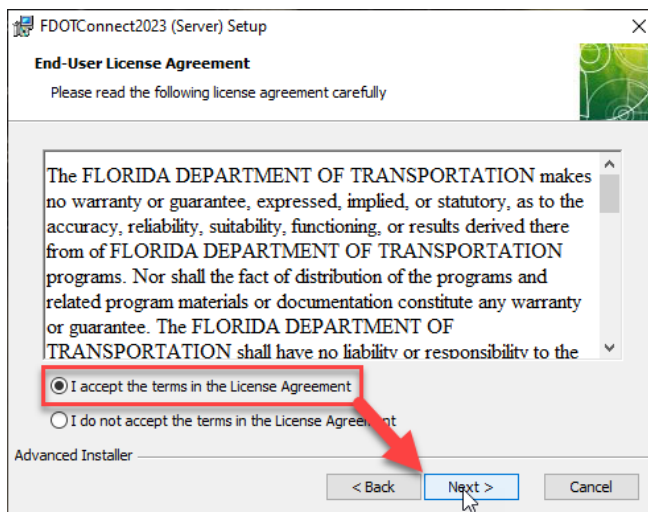 FDOTConnect2023 (Server) Setup
End-User License Agreement
Please read the following license agreement carefully
The FLORIDA DEPARTMENT OF TRANSPORTATION makes
no warranty or guarantee, expressed, implied, or statutory, as to the
accuracy, reliability, suitability, functioning, or results derived there
from of FLORIDA DEPARTMENT OF TRANSPORTATION
programs. Nor shall the fact of distribution of the programs and
related program materials or documentation constitute any warranty
or guarantee. The FLORIDA DEPARTMENT OF
TRANSPORTATION shall have no liability or responsibility to the
I accept the terms in the License Agreement
I do not accept the terms in the License Agreement
Advanced Installer
< Back
Next >
Cancel